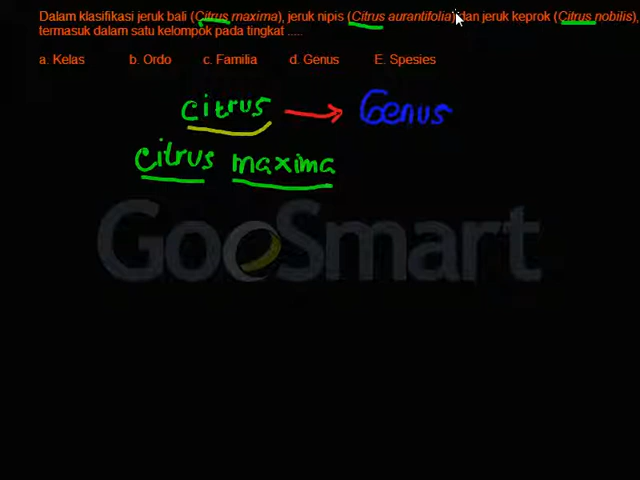 Dalam klasifikasi jeruk bali (Citrus maxima), jeruk nipis (Citrus aurantifolia) dan jeruk keprok (Citrus nobilis),
termasuk dalam satu kelompok pada tingkat .....
a. Kelas b. Ordo c. Familia d. Genus E. Spesies
citrus → Genus
citrus maxima
GooSmart